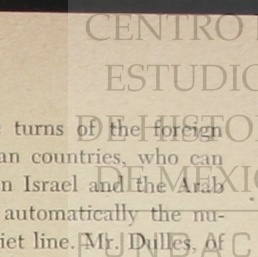 CENTRO
ESTUDIO
DE HISTO
turns of the foreign
an countries, who can
DE MEXIC
n Israel and the Arab
automatically the nu-
iet line. Mr. Dulles, of
FUNDAC